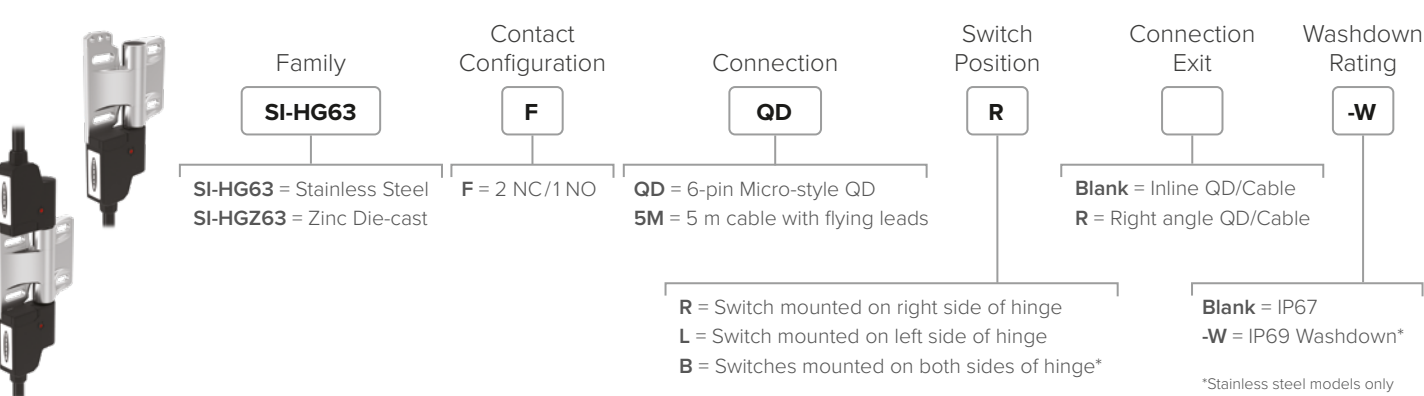 Family
Contact
Configuration
Connection
Switch
Position
Connection
Exit
Washdown
Rating
SI-HG63
F
QD
R
-W
SI-HG63 = Stainless Steel
SI-HGZ63 = Zinc Die-cast
F = 2 NC/1 NO
QD = 6-pin Micro-style QD
5M = 5 m cable with flying leads
Blank = Inline QD/Cable
R = Right angle QD/Cable
R = Switch mounted on right side of hinge
L = Switch mounted on left side of hinge
B = Switches mounted on both sides of hinge*
Blank = IP67
-W = IP69 Washdown*
*Stainless steel models only